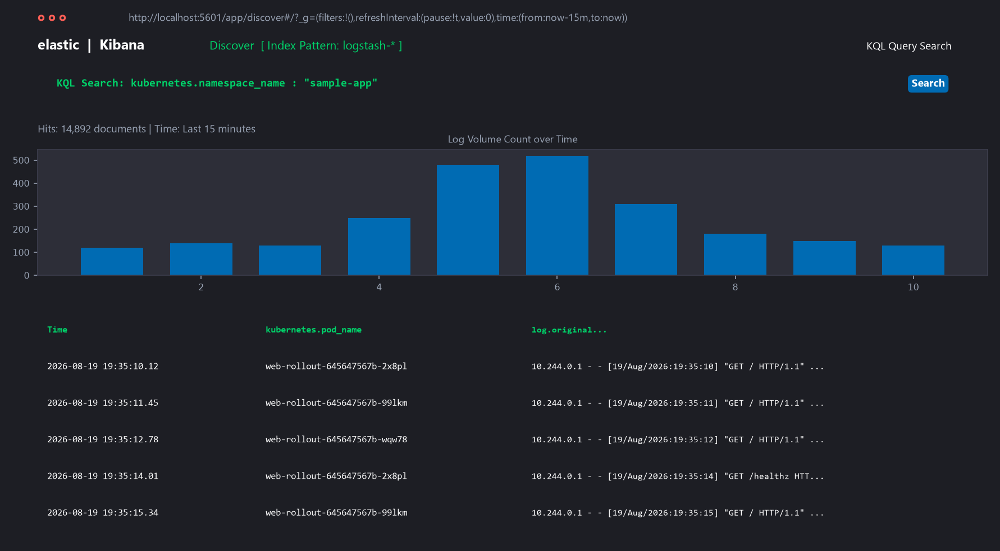 http://localhost:5601/app/discover#/?_g=(filters:!(),refreshInterval:(pause:!t,value:0),time:(from:now-15m,to:now))
elastic | Kibana Discover [ Index Pattern: logstash-* ] KQL Query Search
KQL Search: kubernetes.namespace_name : "sample-app" Search
Hits: 14,892 documents | Time: Last 15 minutes
Log Volume Count over Time
500
400
300
200
100
0
2 4 6 8 10
Time kubernetes.pod_name log.original...
2026-08-19 19:35:10.12 web-rollout-645647567b-2x8pl 10.244.0.1 - - [19/Aug/2026:19:35:10] "GET / HTTP/1.1" ...
2026-08-19 19:35:11.45 web-rollout-645647567b-99lkm 10.244.0.1 - - [19/Aug/2026:19:35:11] "GET / HTTP/1.1" ...
2026-08-19 19:35:12.78 web-rollout-645647567b-wqw78 10.244.0.1 - - [19/Aug/2026:19:35:12] "GET / HTTP/1.1" ...
2026-08-19 19:35:14.01 web-rollout-645647567b-2x8pl 10.244.0.1 - - [19/Aug/2026:19:35:14] "GET /healthz HTT...
2026-08-19 19:35:15.34 web-rollout-645647567b-99lkm 10.244.0.1 - - [19/Aug/2026:19:35:15] "GET / HTTP/1.1" ...